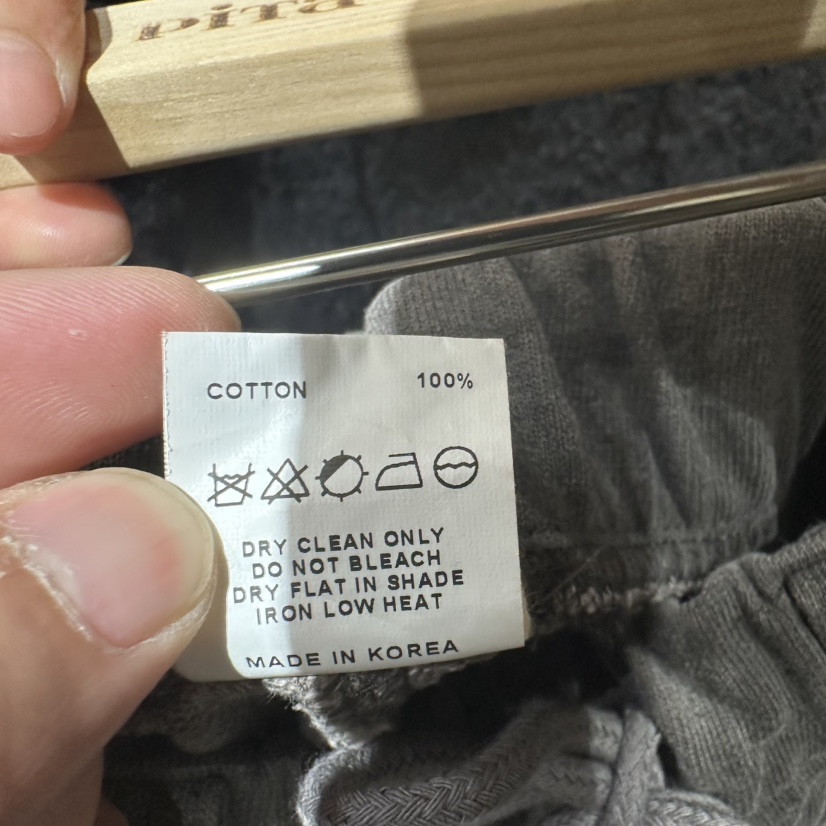 COTTON 100%
DRY CLEAN ONLY
DO NOT BLEACH
DRY FLAT IN SHADE
IRON LOW HEAT
MADE IN KOREA